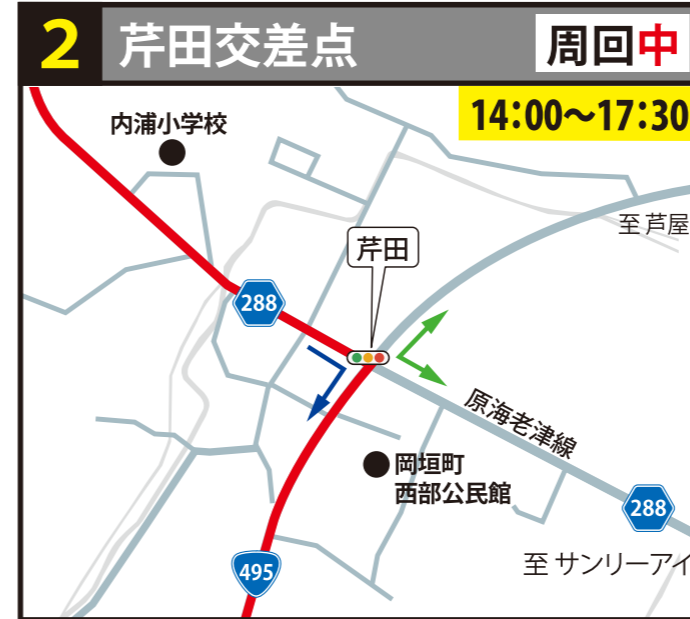 2 芹田交差点 周回中
14:00〜17:30
内浦小学校
至 芦屋
芹田
288
原海老津線
岡垣町
西部公民館
288
495
至 サンリーアイ